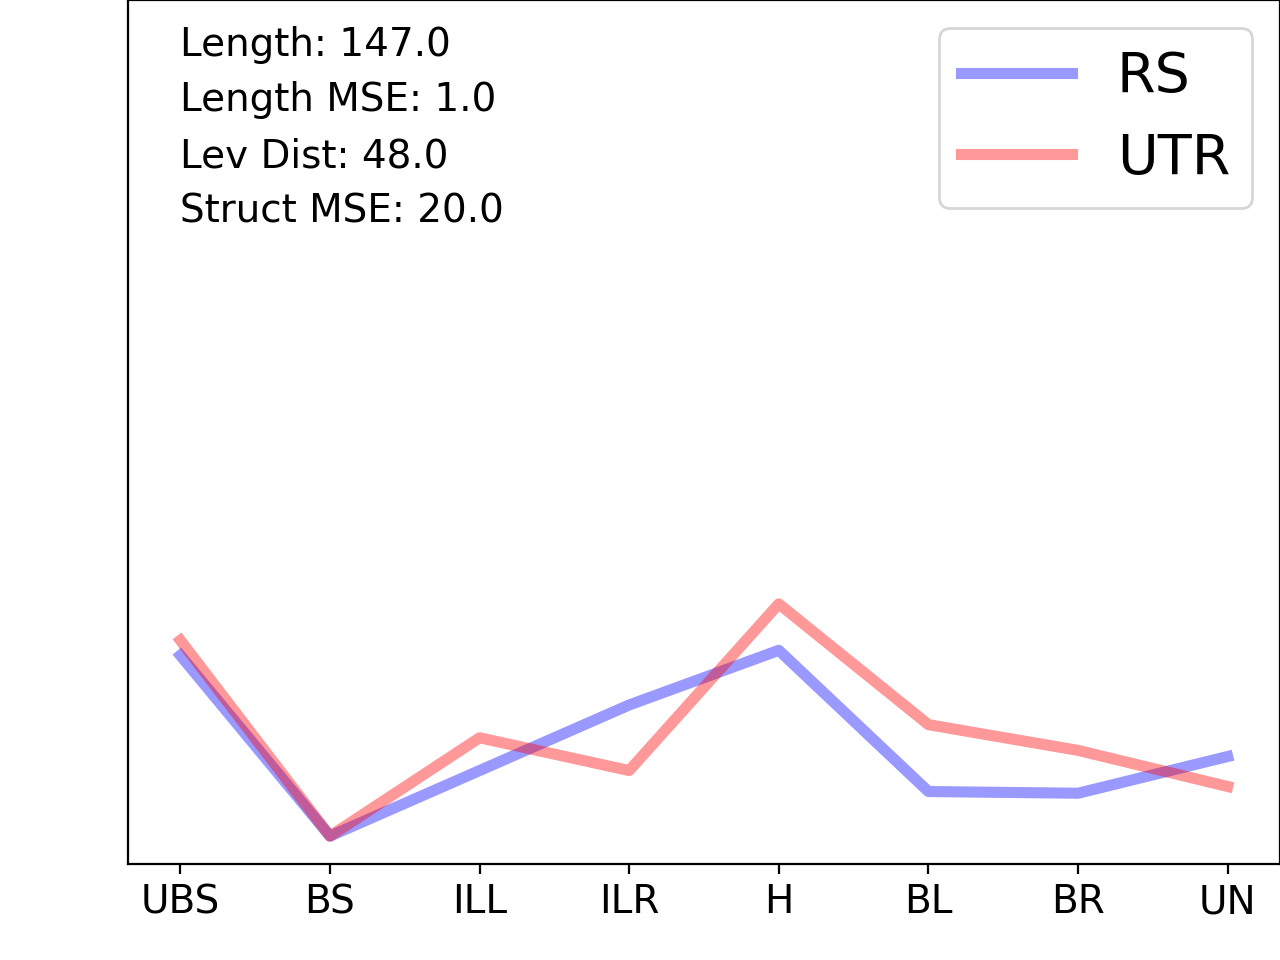 Length: 147.0
Length MSE: 1.0
Lev Dist: 48.0
Struct MSE: 20.0
RS
UTR
UBS BS ILL ILR H BL BR UN